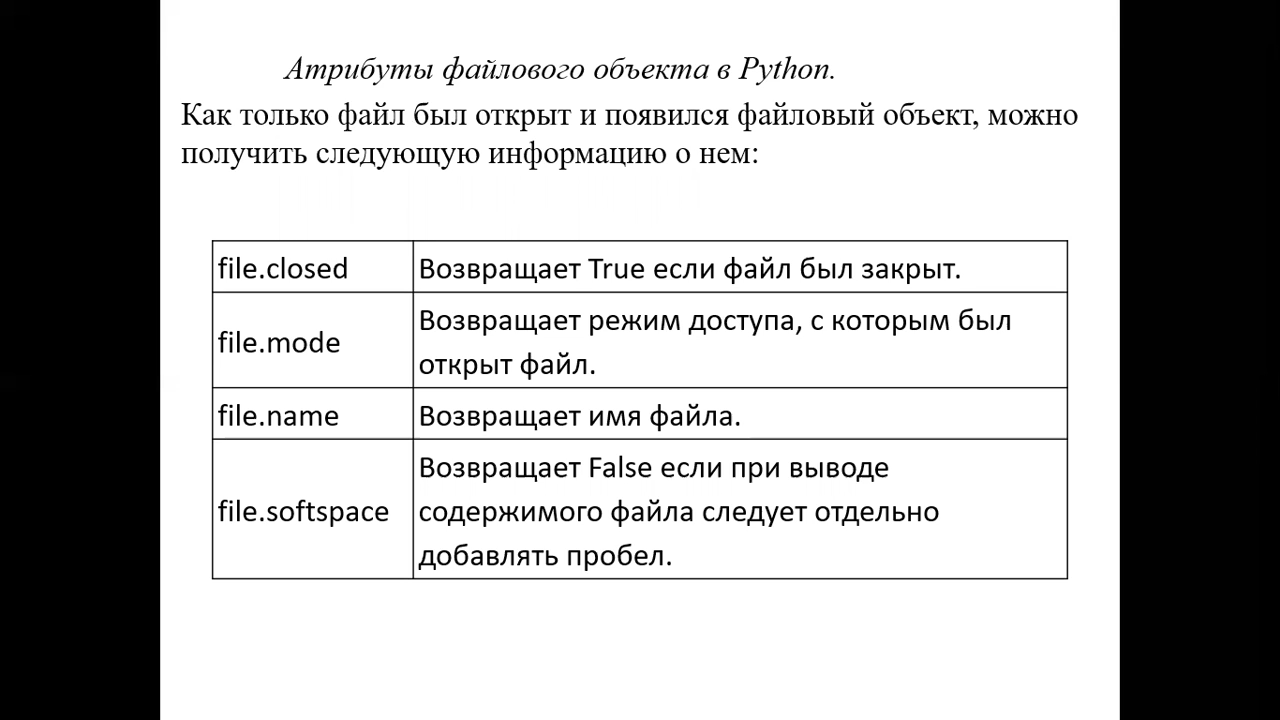 Атрибуты файлового объекта в Python.
Как только файл был открыт и появился файловый объект, можно
получить следующую информацию о нем:
file.closed
Возвращает True если файл был закрыт.
file.mode
Возвращает режим доступа, с которым был
открыт файл.
file.name
Возвращает имя файла.
file.softspace
Возвращает False если при выводе
содержимого файла следует отдельно
добавлять пробел.